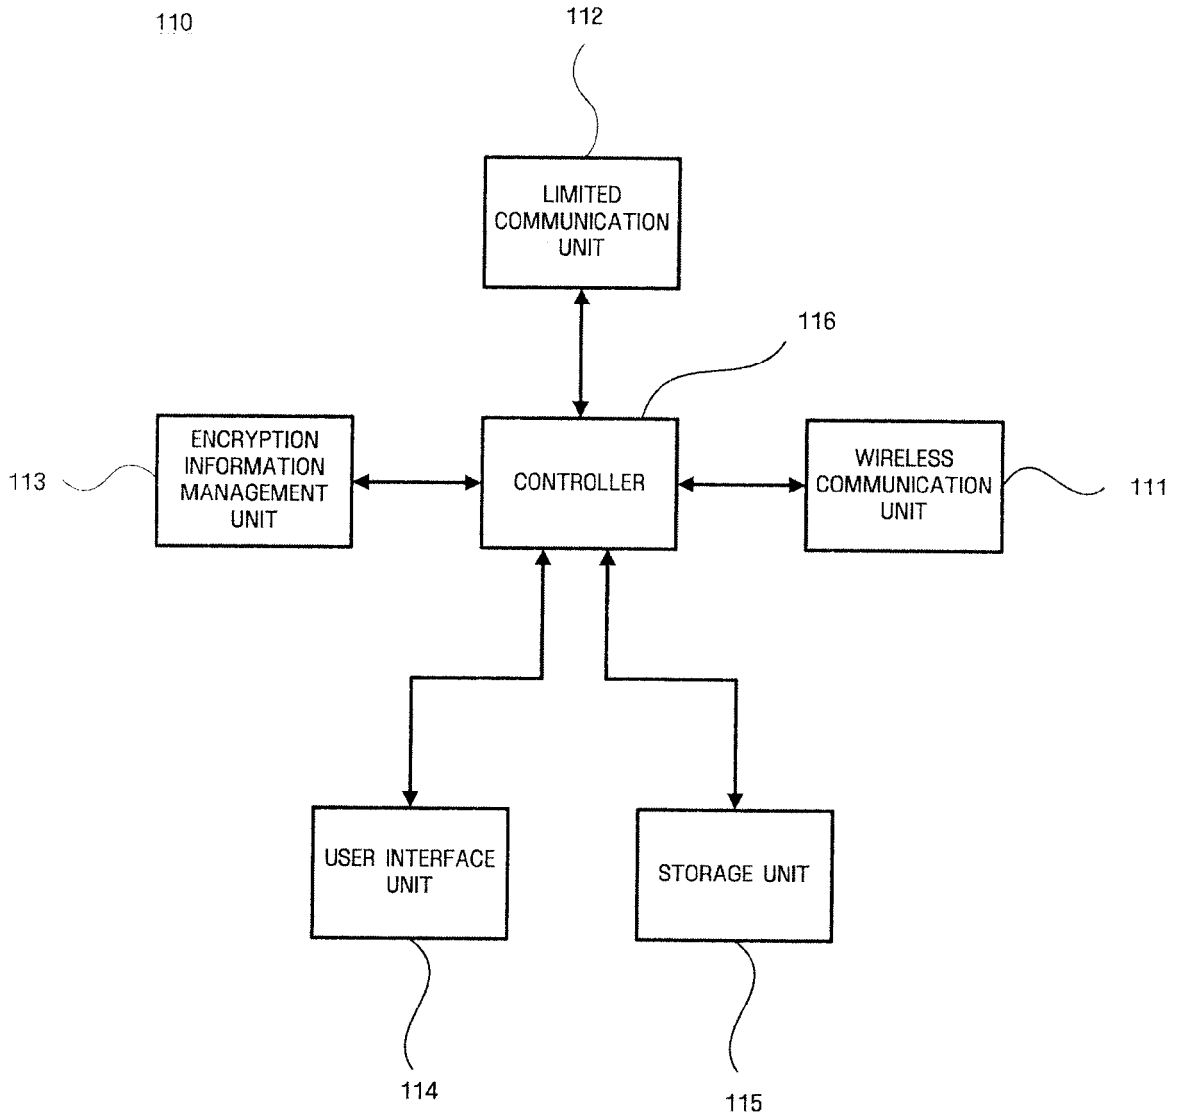 110
112
LIMITED
COMMUNICATION
UNIT
116
ENCRYPTION
INFORMATION
MANAGEMENT
UNIT
113
CONTROLLER
WIRELESS
COMMUNICATION
UNIT
111
USER INTERFACE
UNIT
STORAGE UNIT
114
115